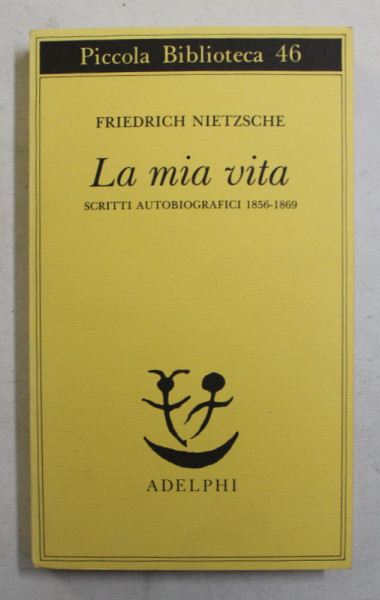 Piccola Biblioteca 46
FRIEDRICH NIETZSCHE
La mia vita
SCRITTI AUTOBIOGRAFICI 1856-1869
ADELPHI